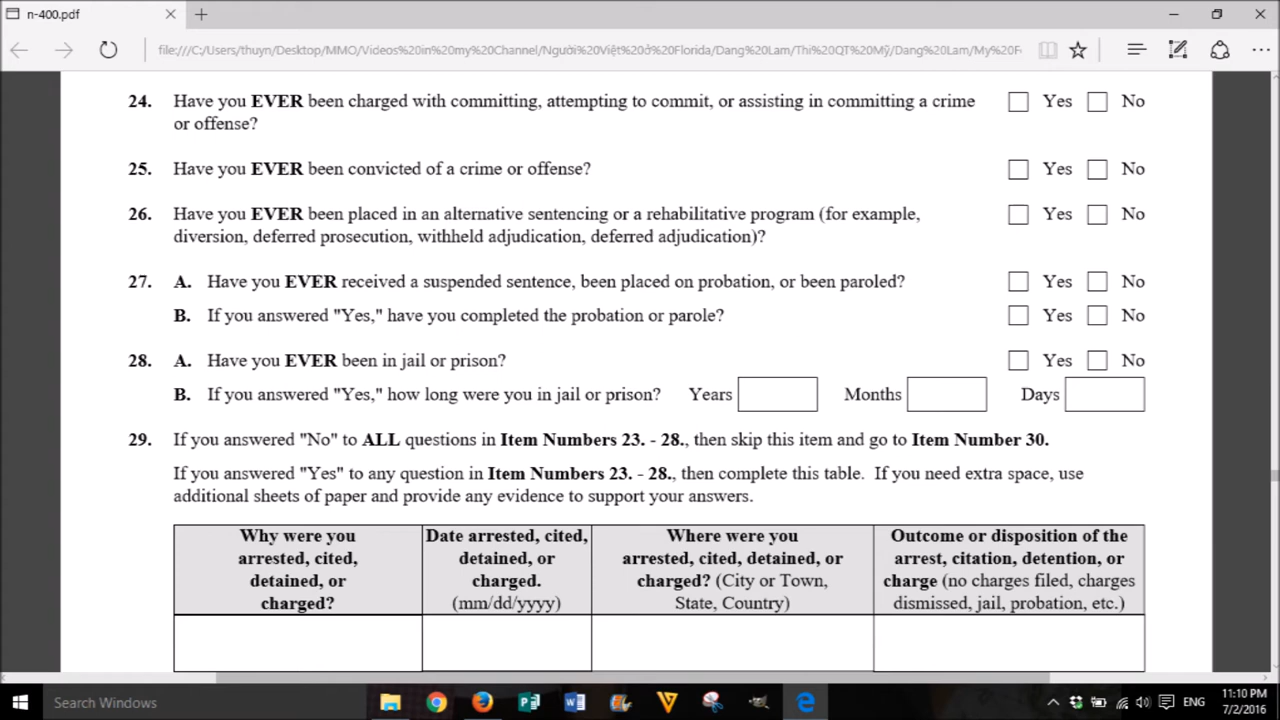 n-400.pdf
file:///C:/Users/thuyn/Desktop/MMO/Videos%20in%20my%20Channel/Người%20Việt%20ở%20Florida/Dang%20Lam/Thi%20QT%20Mỹ/Dang%20Lam/My%20F
24. Have you EVER been charged with committing, attempting to commit, or assisting in committing a crime Yes No
or offense?
25. Have you EVER been convicted of a crime or offense? Yes No
26. Have you EVER been placed in an alternative sentencing or a rehabilitative program (for example, Yes No
diversion, deferred prosecution, withheld adjudication, deferred adjudication)?
27. A. Have you EVER received a suspended sentence, been placed on probation, or been paroled? Yes No
B. If you answered "Yes," have you completed the probation or parole? Yes No
28. A. Have you EVER been in jail or prison? Yes No
B. If you answered "Yes," how long were you in jail or prison? Years Months Days
29. If you answered "No" to ALL questions in Item Numbers 23. - 28., then skip this item and go to Item Number 30.
If you answered "Yes" to any question in Item Numbers 23. - 28., then complete this table. If you need extra space, use
additional sheets of paper and provide any evidence to support your answers.
Why were you
arrested, cited,
detained, or
charged?
Date arrested, cited,
detained, or
charged.
(mm/dd/yyyy)
Where were you
arrested, cited, detained, or
charged? (City or Town,
State, Country)
Outcome or disposition of the
arrest, citation, detention, or
charge (no charges filed, charges
dismissed, jail, probation, etc.)
Search Windows
ENG
11:10 PM
7/2/2016